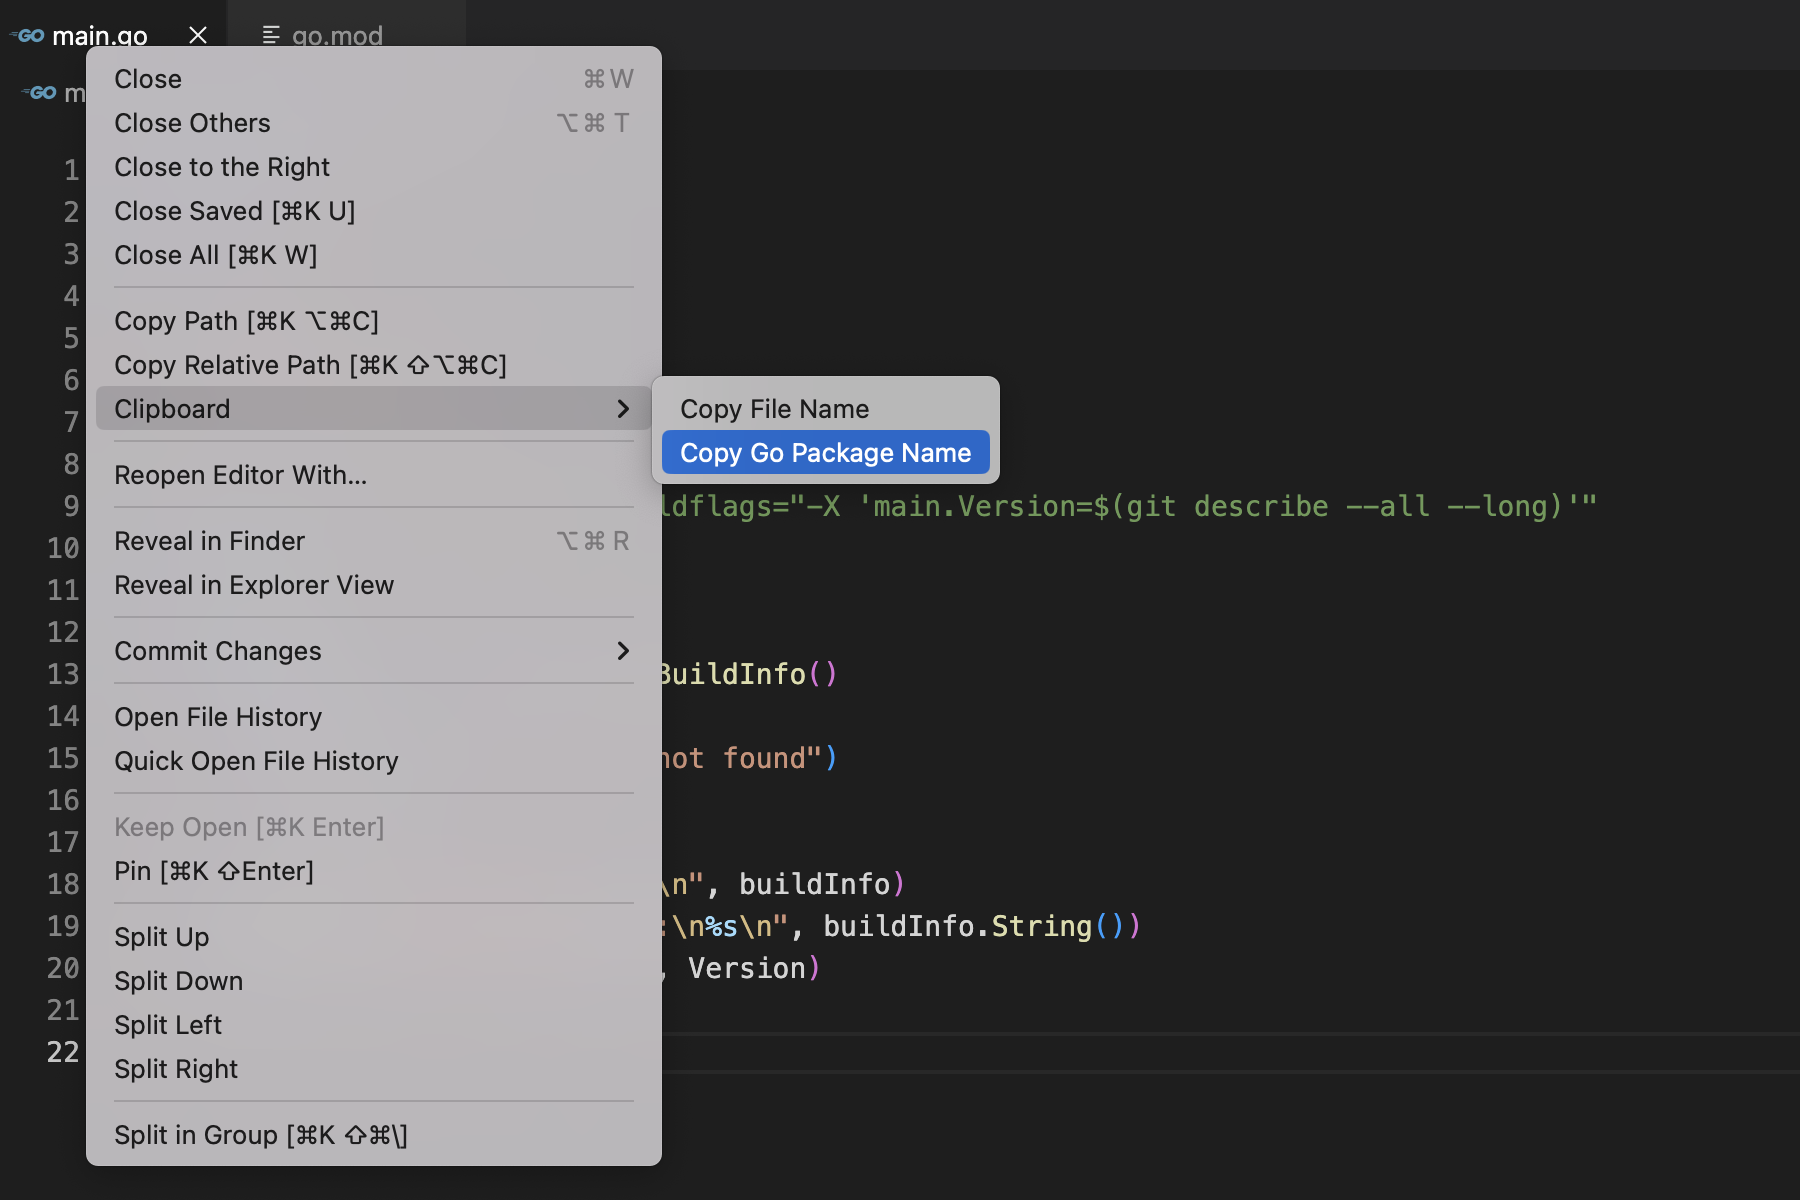 GO main.go × go.mod
GO m
Close ⌘W
Close Others ⌥⌘ T
1 Close to the Right
2 Close Saved [⌘K U]
3 Close All [⌘K W]
4
Copy Path [⌘K ⌥⌘C]
5
6 Copy Relative Path [⌘K ⇧⌥⌘C]
7 Clipboard > Copy File Name
Copy Go Package Name
8 Reopen Editor With...
9 ldflags="-X 'main.Version=$(git describe --all --long)'"
10 Reveal in Finder ⌥⌘ R
11 Reveal in Explorer View
12
Commit Changes >
13 BuildInfo()
14 Open File History
15 Quick Open File History not found")
16
Keep Open [⌘K Enter]
17
Pin [⌘K ⇧Enter]
18 \n", buildInfo)
19 Split Up :\n%s\n", buildInfo.String())
20 Split Down , Version)
21 Split Left
22 Split Right
Split in Group [⌘K ⇧⌘\]